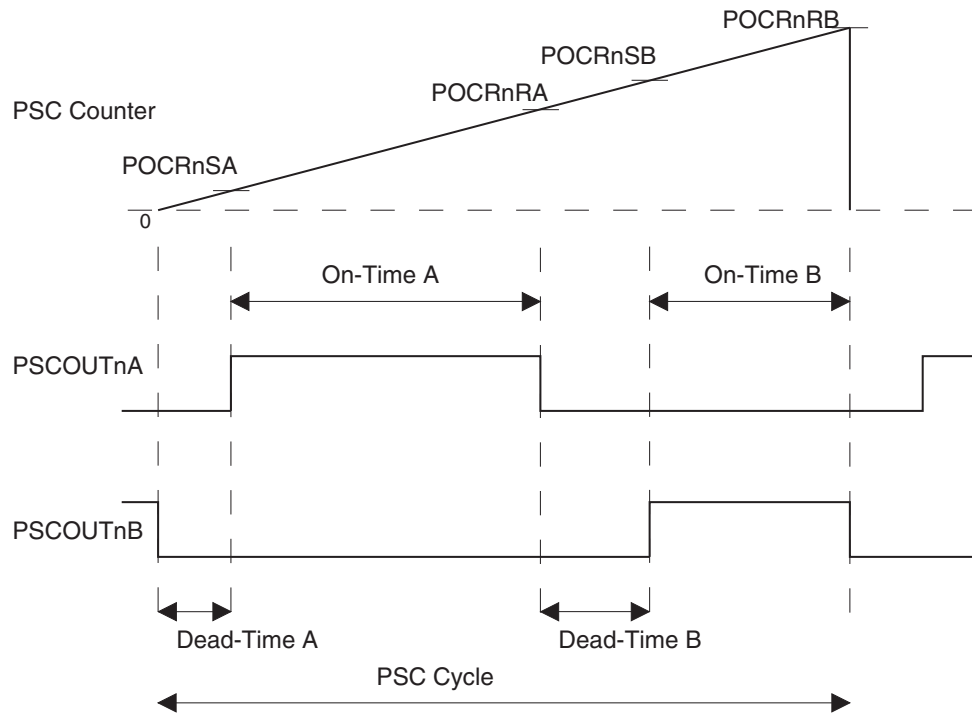 POCRnRB
POCRnSB
POCRnRA
PSC Counter
POCRnSA
0
On-Time A
On-Time B
PSCOUTnA
PSCOUTnB
Dead-Time A
Dead-Time B
PSC Cycle